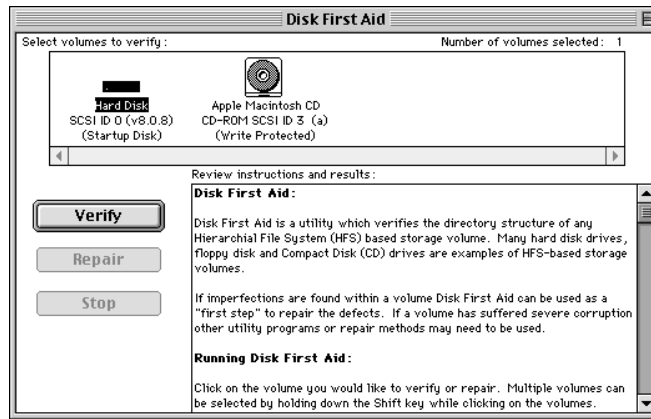 Disk First Aid
Select volumes to verify:
Number of volumes selected: 1
Hard Disk
SCSI ID 0 (v8.0.8)
(Startup Disk)
Apple Macintosh CD
CD-ROM SCSI ID 3 (a)
(Write Protected)
Review instructions and results:
Verify
Repair
Stop
Disk First Aid:
Disk First Aid is a utility which verifies the directory structure of any
Hierarchial File System (HFS) based storage volume. Many hard disk drives,
floppy disk and Compact Disk (CD) drives are examples of HFS-based storage
volumes.
If imperfections are found within a volume Disk First Aid can be used as a
"first step" to repair the defects. If a volume has suffered severe corruption
other utility programs or repair methods may need to be used.
Running Disk First Aid:
Click on the volume you would like to verify or repair. Multiple volumes can
be selected by holding down the Shift key while clicking on the volumes.